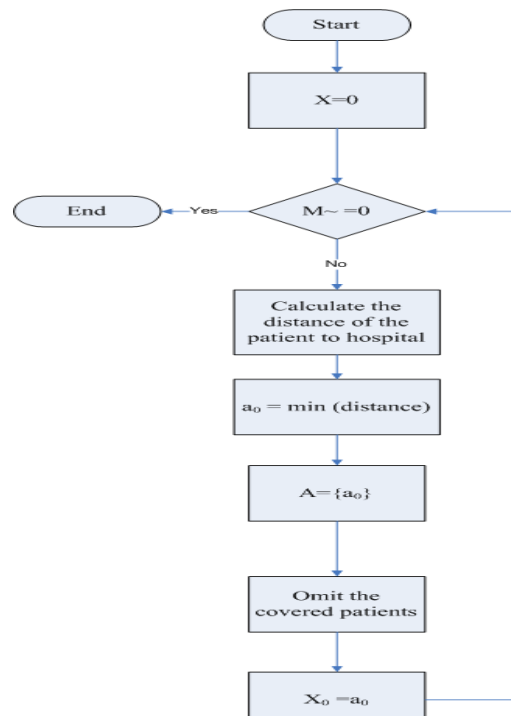 Start
X=0
End
Yes
M~ =0
No
Calculate the
distance of the
patient to hospital
a₀ = min (distance)
A={a₀}
Omit the
covered patients
X₀ =a₀